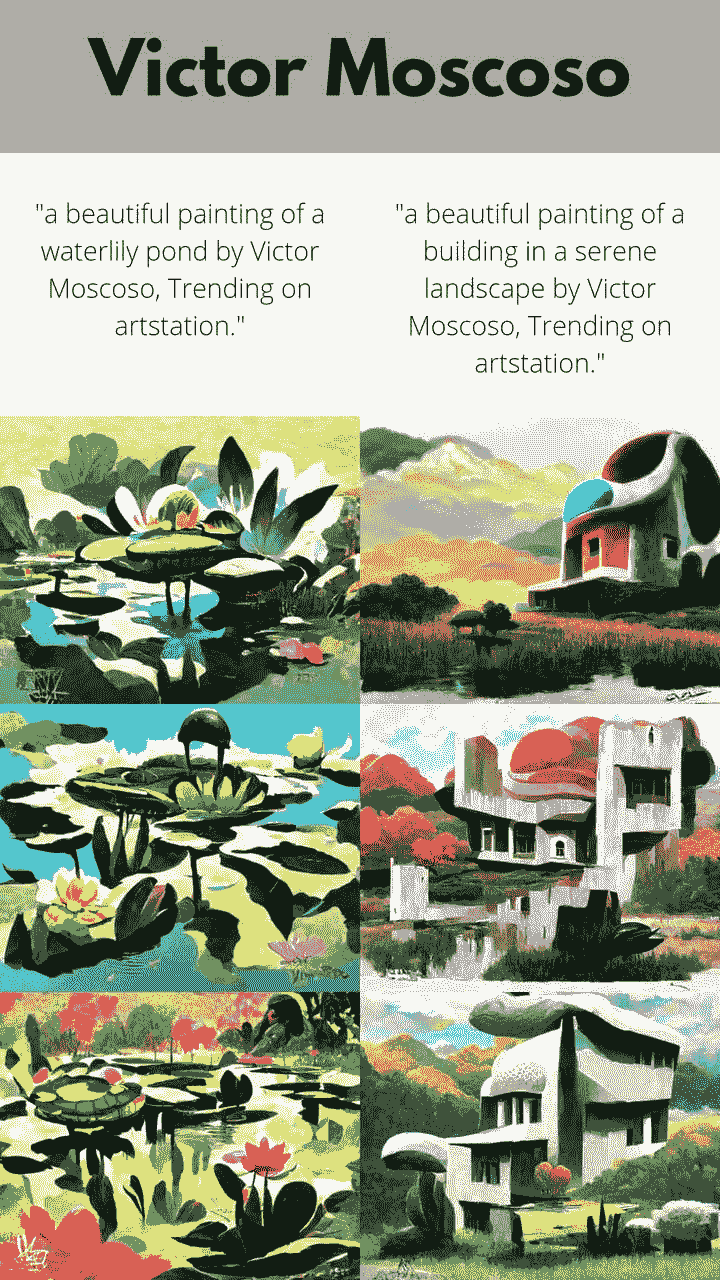 Victor Moscoso
"a beautiful painting of a
waterlily pond by Victor
Moscoso, Trending on
artstation."
"a beautiful painting of a
building in a serene
landscape by Victor
Moscoso, Trending on
artstation."